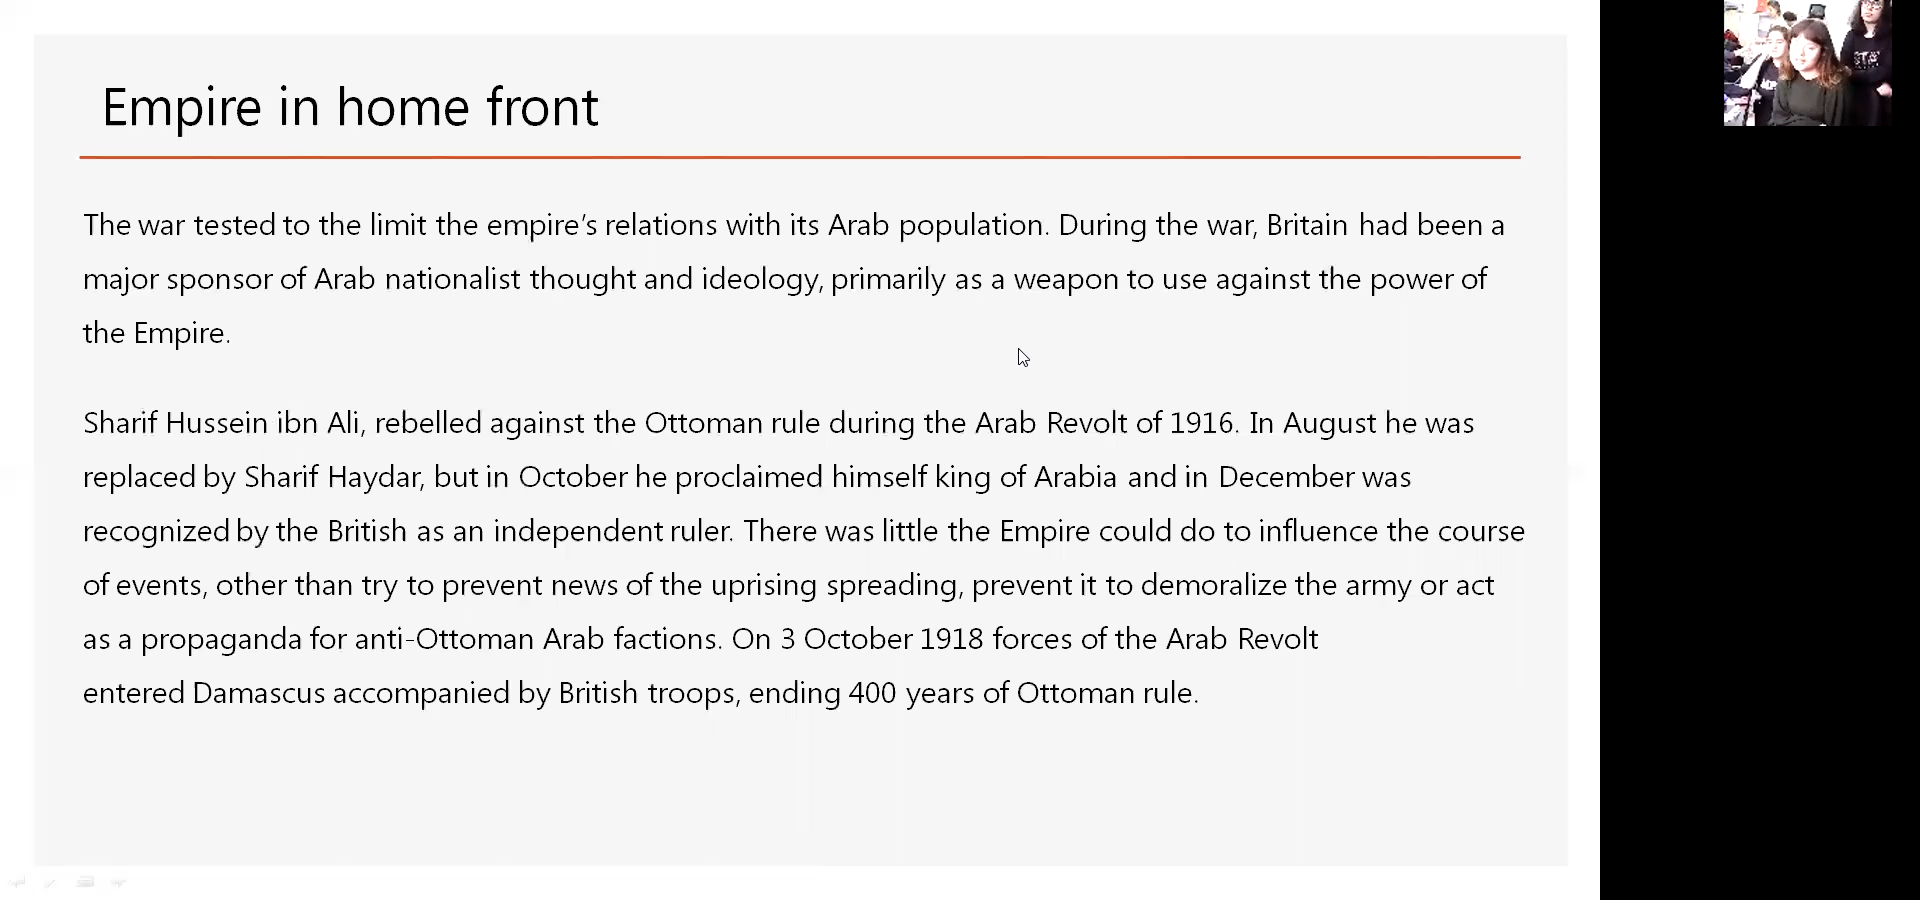 Empire in home front
The war tested to the limit the empire’s relations with its Arab population. During the war, Britain had been a
major sponsor of Arab nationalist thought and ideology, primarily as a weapon to use against the power of
the Empire.
Sharif Hussein ibn Ali, rebelled against the Ottoman rule during the Arab Revolt of 1916. In August he was
replaced by Sharif Haydar, but in October he proclaimed himself king of Arabia and in December was
recognized by the British as an independent ruler. There was little the Empire could do to influence the course
of events, other than try to prevent news of the uprising spreading, prevent it to demoralize the army or act
as a propaganda for anti-Ottoman Arab factions. On 3 October 1918 forces of the Arab Revolt
entered Damascus accompanied by British troops, ending 400 years of Ottoman rule.